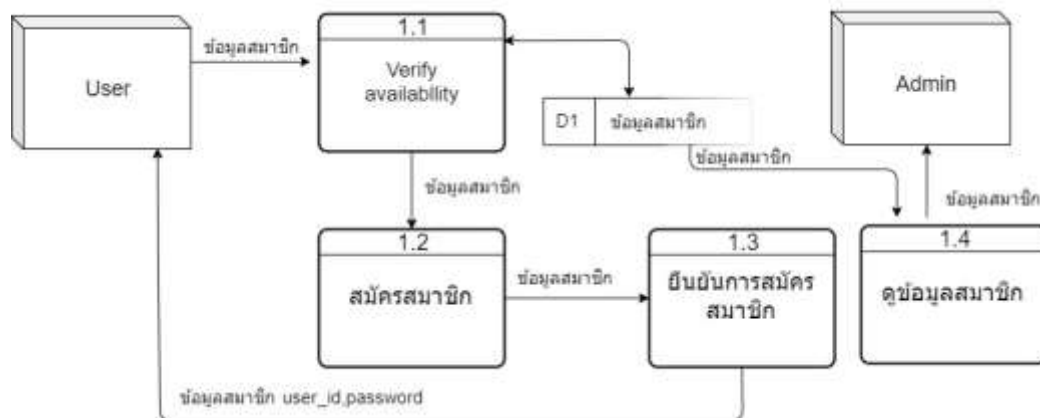 1.1
ข้อมูลสมาชิก
User
Verify
availability
Admin
D1 ข้อมูลสมาชิก
ข้อมูลสมาชิก
ข้อมูลสมาชิก
ข้อมูลสมาชิก
1.2
1.3
1.4
สมัครสมาชิก
ข้อมูลสมาชิก
ยืนยันการสมัคร
สมาชิก
ดูข้อมูลสมาชิก
ข้อมูลสมาชิก user_id,password